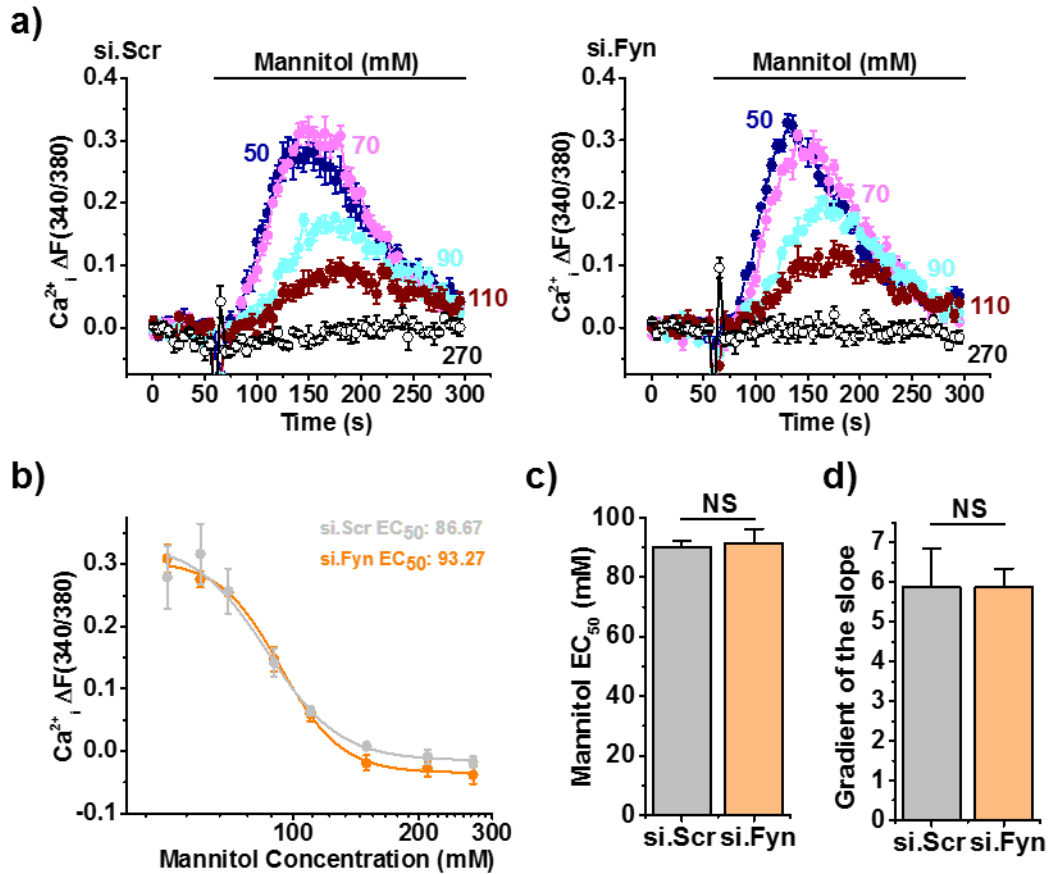 a)
si.Scr
Mannitol (mM)
0.4
0.3
0.2
0.1
0.0
Ca²⁺ᵢ ΔF(340/380)
50
70
90
110
270
0 50 100 150 200 250 300
Time (s)
si.Fyn
Mannitol (mM)
0.4
0.3
0.2
0.1
0.0
Ca²⁺ᵢ ΔF(340/380)
50
70
90
110
270
0 50 100 150 200 250 300
Time (s)
b)
si.Scr EC₅₀: 86.67
si.Fyn EC₅₀: 93.27
0.3
0.2
0.1
0.0
-0.1
Ca²⁺ᵢ ΔF(340/380)
100 200 300
Mannitol Concentration (mM)
c)
NS
100
80
60
40
20
0
Mannitol EC₅₀ (mM)
si.Scr si.Fyn
d)
NS
7
6
5
4
3
2
1
0
Gradient of the slope
si.Scr si.Fyn